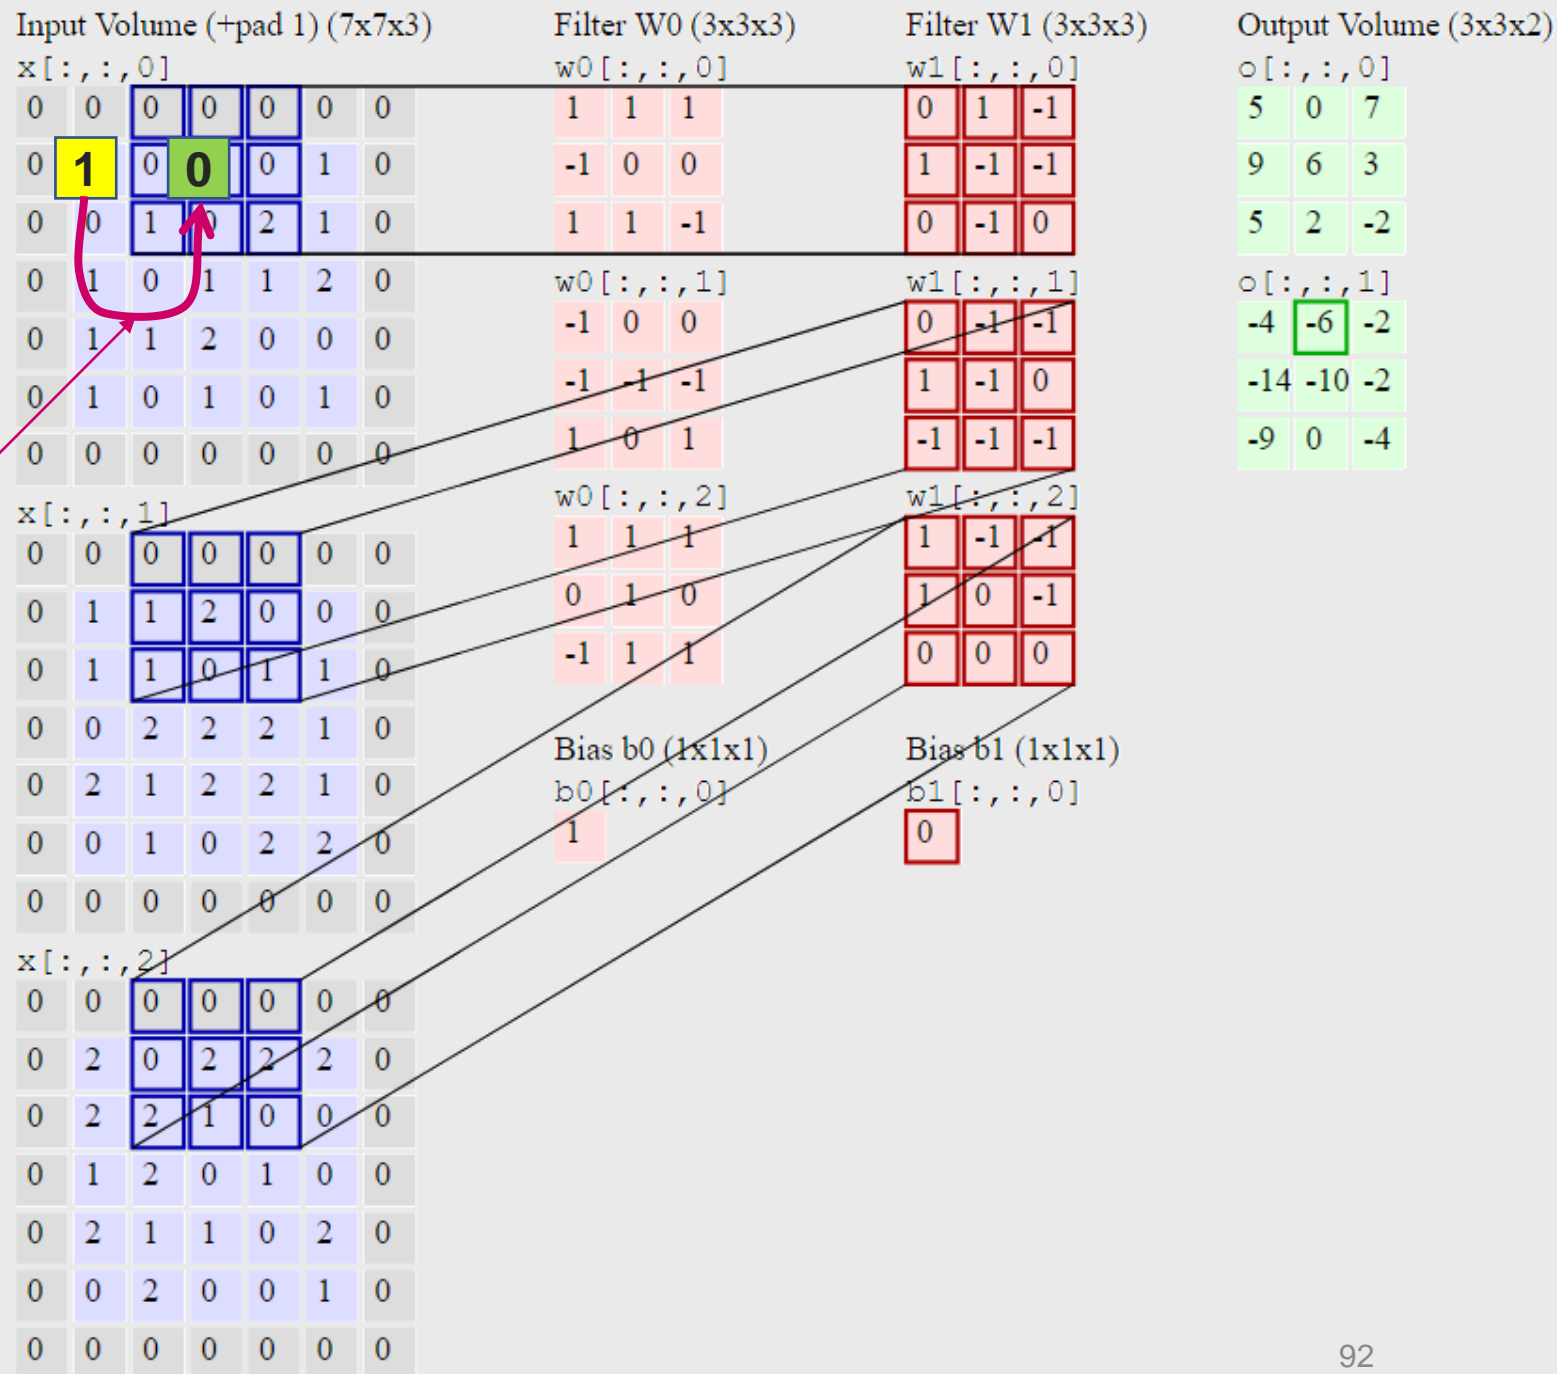 Input Volume (+pad 1) (7x7x3)
x[:,:,0]
0 0 0 0 0 0 0
0 1 0 0 0 1 0
0 0 1 0 2 1 0
0 1 0 1 1 2 0
0 1 1 2 0 0 0
0 1 0 1 0 1 0
0 0 0 0 0 0 0
x[:,:,1]
0 0 0 0 0 0 0
0 1 1 2 0 0 0
0 1 1 0 1 1 0
0 0 2 2 2 1 0
0 2 1 2 2 1 0
0 0 1 0 2 2 0
0 0 0 0 0 0 0
x[:,:,2]
0 0 0 0 0 0 0
0 2 0 2 2 2 0
0 2 2 1 0 0 0
0 1 2 0 1 0 0
0 2 1 1 0 2 0
0 0 2 0 0 1 0
0 0 0 0 0 0 0
Filter W0 (3x3x3)
w0[:,:,0]
1 1 1
-1 0 0
1 1 -1
w0[:,:,1]
-1 0 0
-1 -1 -1
1 0 1
w0[:,:,2]
1 1 1
0 1 0
-1 1 1
Bias b0 (1x1x1)
b0[:,:,0]
1
Filter W1 (3x3x3)
w1[:,:,0]
0 1 -1
1 -1 -1
0 -1 0
w1[:,:,1]
0 -1 -1
1 -1 0
-1 -1 -1
w1[:,:,2]
1 -1 -1
1 0 -1
0 0 0
Bias b1 (1x1x1)
b1[:,:,0]
0
Output Volume (3x3x2)
o[:,:,0]
5 0 7
9 6 3
5 2 -2
o[:,:,1]
-4 -6 -2
-14 -10 -2
-9 0 -4
92